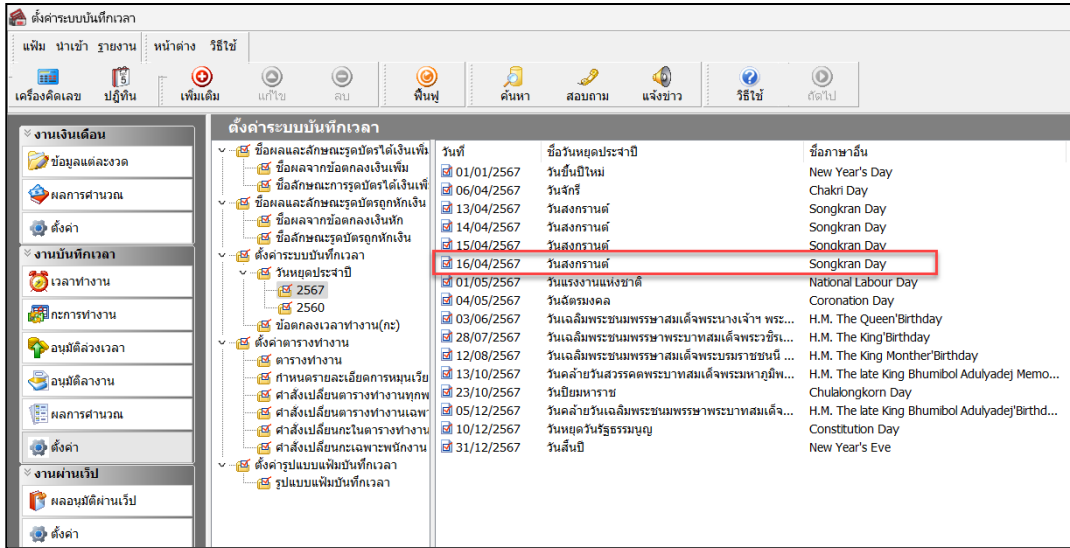 ตั้งค่าระบบบันทึกเวลา
แฟ้ม นำเข้า รายงาน หน้าต่าง วิธีใช้
เครื่องคิดเลข ปฏิทิน เพิ่มเติม แก้ไข ลบ ฟื้นฟู ค้นหา สอบถาม แจ้งข่าว วิธีใช้ ถัดไป
งานเงินเดือน
ข้อมูลแต่ละงวด
ผลการคำนวณ
ตั้งค่า
งานบันทึกเวลา
เวลาทำงาน
กะการทำงาน
อนุมัติล่วงเวลา
อนุมัติลางาน
ผลการคำนวณ
ตั้งค่า
งานผ่านเว็ป
ผลอนุมัติผ่านเว็ป
ตั้งค่า
ตั้งค่าระบบบันทึกเวลา
ชื่อผลและลักษณะรูดบัตรได้เงินเพิ่ม
ชื่อผลจากข้อตกลงเงินเพิ่ม
ชื่อลักษณะการรูดบัตรได้เงินเพิ่
ชื่อผลและลักษณะรูดบัตรถูกหักเงิน
ชื่อผลจากข้อตกลงเงินหัก
ชื่อลักษณะรูดบัตรถูกหักเงิน
ตั้งค่าระบบบันทึกเวลา
วันหยุดประจำปี
2567
2560
ข้อตกลงเวลาทำงาน(กะ)
ตั้งค่าตารางทำงาน
ตารางทำงาน
กำหนดรายละเอียดการหมุนเวีย
คำสั่งเปลี่ยนตารางทำงานทุกพ
คำสั่งเปลี่ยนตารางทำงานเฉพา
คำสั่งเปลี่ยนกะในตารางทำงาน
คำสั่งเปลี่ยนกะเฉพาะพนักงาน
ตั้งค่ารูปแบบแฟ้มบันทึกเวลา
รูปแบบแฟ้มบันทึกเวลา
วันที่ ชื่อวันหยุดประจำปี ชื่อภาษาอื่น
01/01/2567 วันขึ้นปีใหม่ New Year's Day
06/04/2567 วันจักรี Chakri Day
13/04/2567 วันสงกรานต์ Songkran Day
14/04/2567 วันสงกรานต์ Songkran Day
15/04/2567 วันสงกรานต์ Songkran Day
16/04/2567 วันสงกรานต์ Songkran Day
01/05/2567 วันแรงงานแห่งชาติ National Labour Day
04/05/2567 วันฉัตรมงคล Coronation Day
03/06/2567 วันเฉลิมพระชนมพรรษาสมเด็จพระนางเจ้าฯ พระ... H.M. The Queen'Birthday
28/07/2567 วันเฉลิมพระชนมพรรษาพระบาทสมเด็จพระวชิรเ... H.M. The King'Birthday
12/08/2567 วันเฉลิมพระชนมพรรษาสมเด็จพระบรมราชชนนี ... H.M. The King Monther'Birthday
13/10/2567 วันคล้ายวันสวรรคตพระบาทสมเด็จพระมหาภูมิพ... H.M. The late King Bhumibol Adulyadej Memo...
23/10/2567 วันปิยมหาราช Chulalongkorn Day
05/12/2567 วันคล้ายวันเฉลิมพระชนมพรรษาพระบาทสมเด็จ... H.M. The late King Bhumibol Adulyadej'Birthd...
10/12/2567 วันหยุดวันรัฐธรรมนูญ Constitution Day
31/12/2567 วันสิ้นปี New Year's Eve